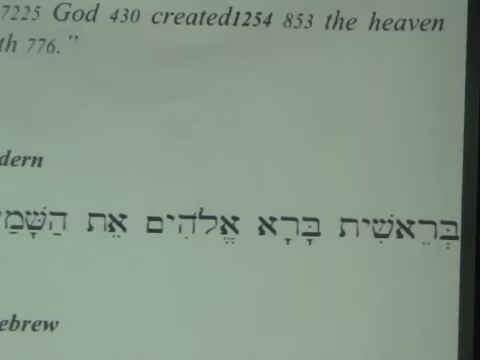 7225 God 430 created1254 853 the heaven
th 776.”
dern
בְּרֵאשִׁית בָּרָא אֱלֹהִים אֵת הַשָּׁמַ
ebrew